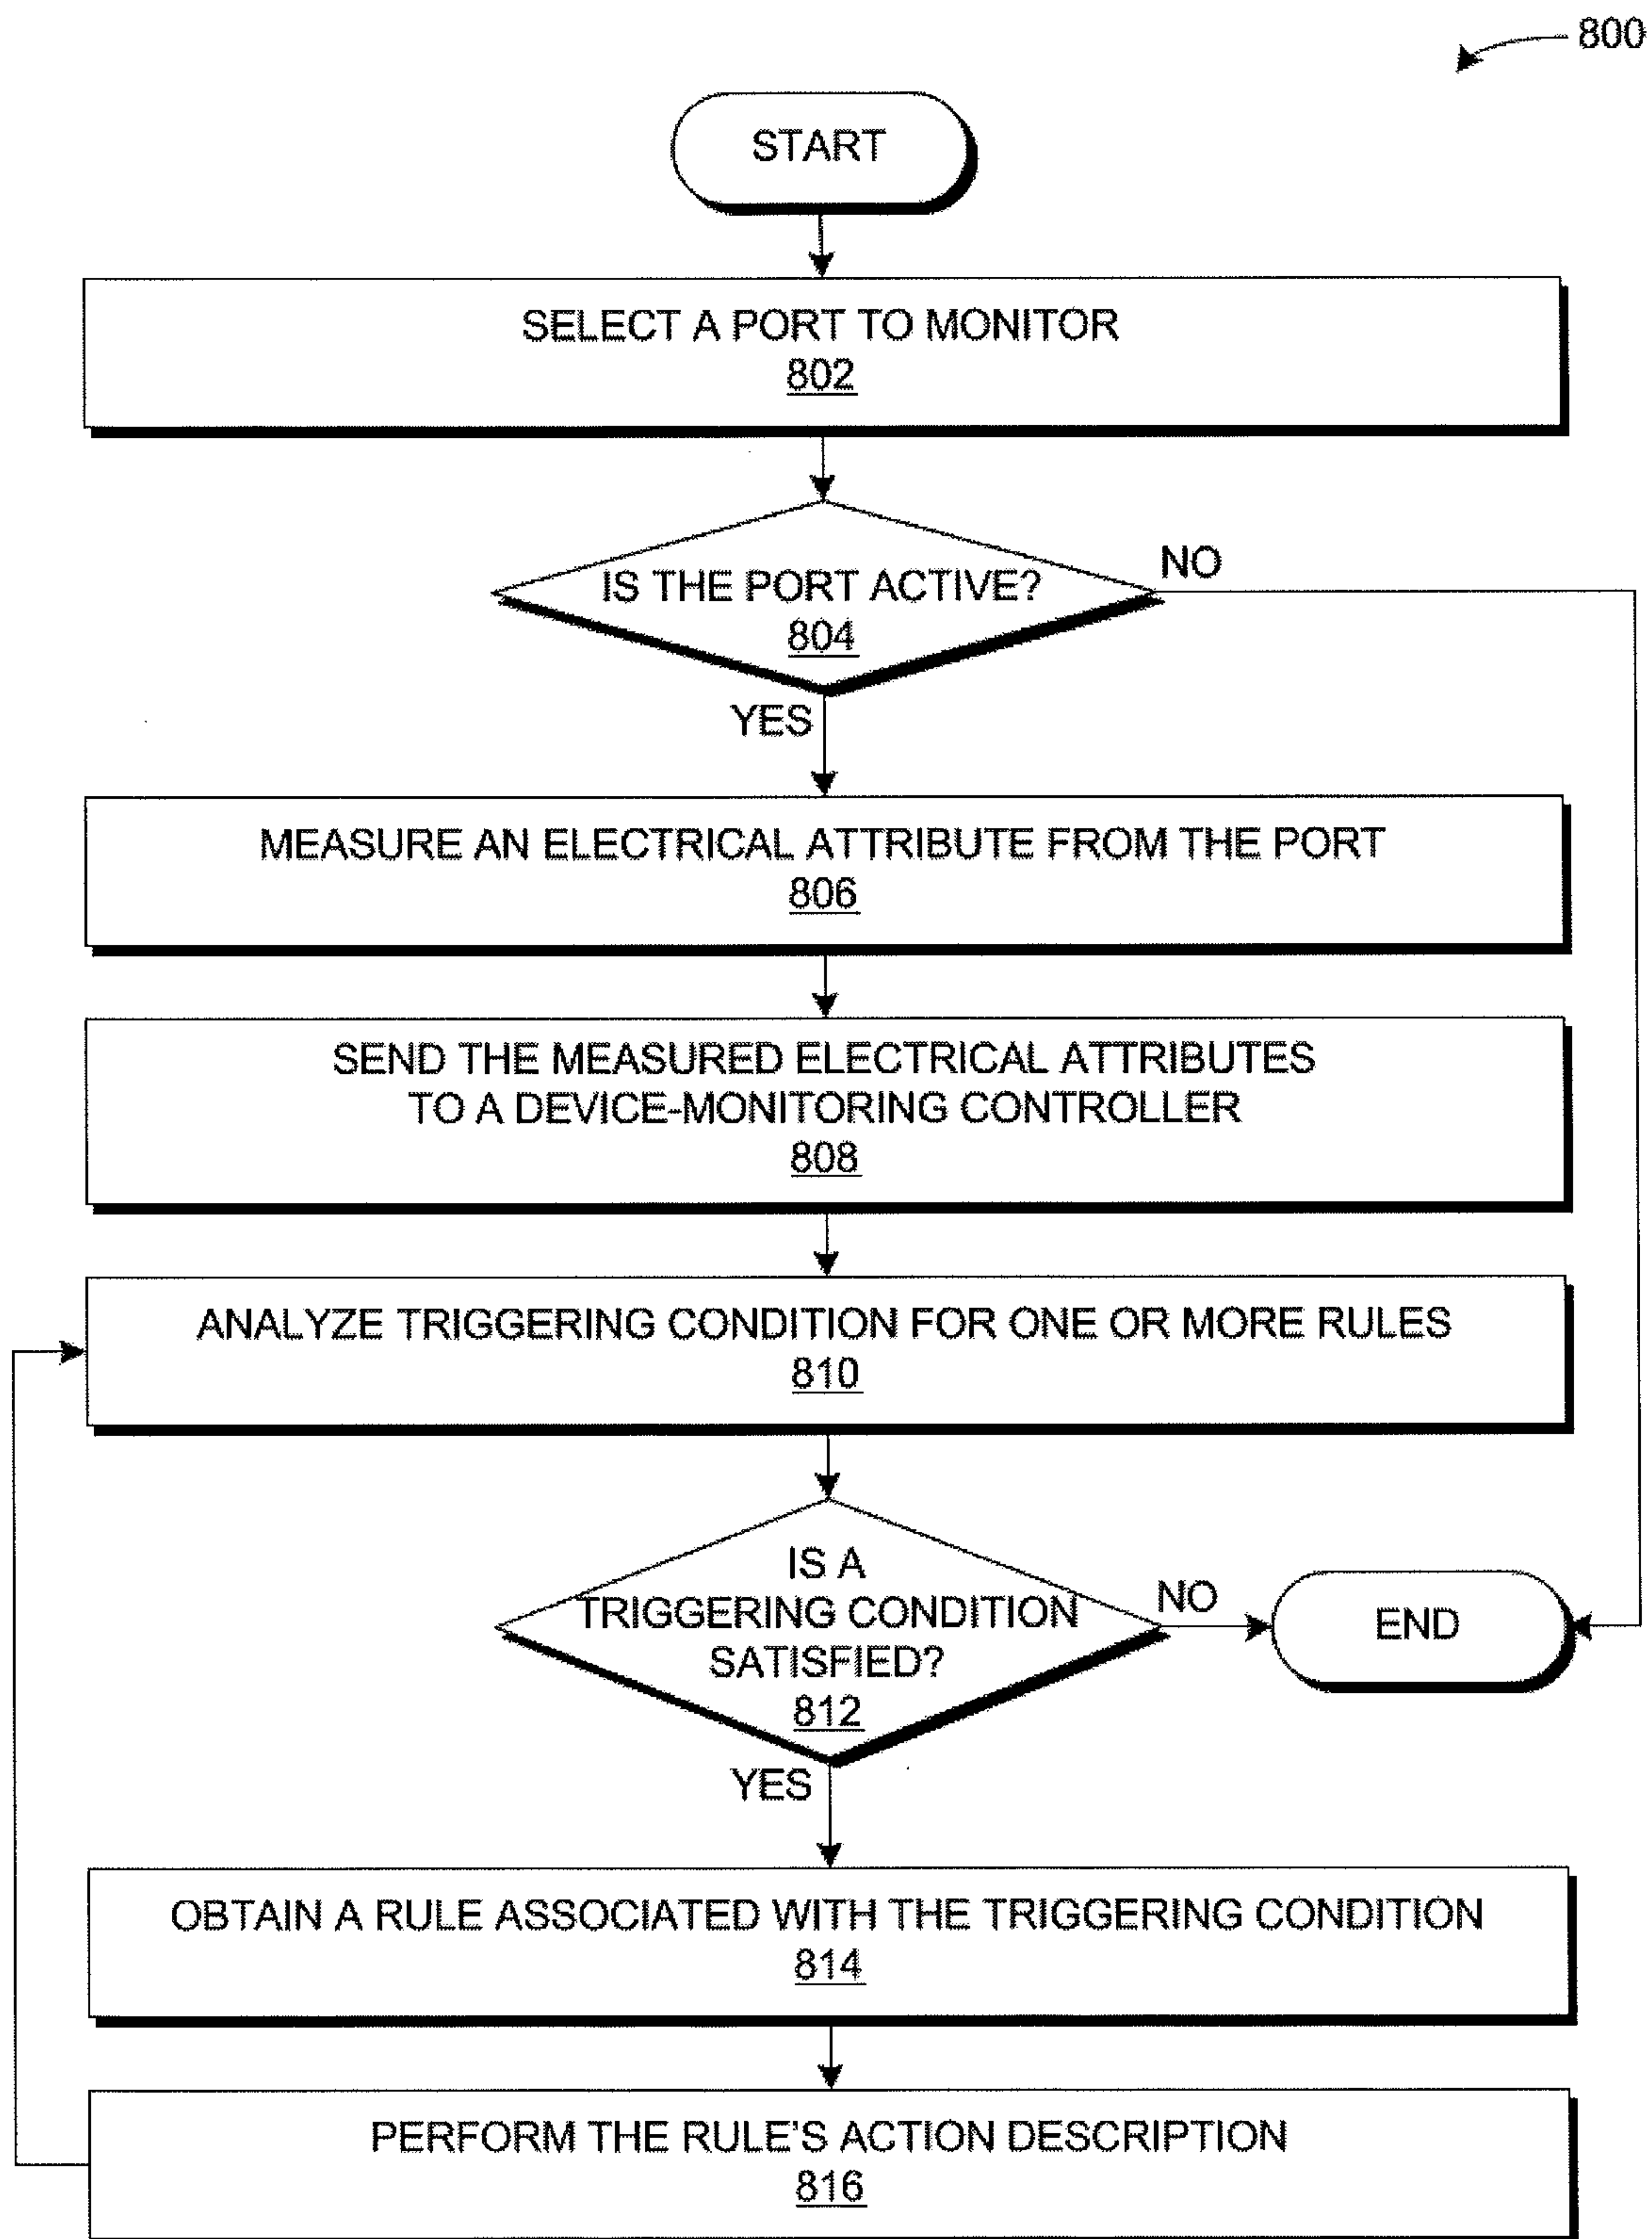 800
START
SELECT A PORT TO MONITOR
802
IS THE PORT ACTIVE?
804
NO
YES
MEASURE AN ELECTRICAL ATTRIBUTE FROM THE PORT
806
SEND THE MEASURED ELECTRICAL ATTRIBUTES
TO A DEVICE-MONITORING CONTROLLER
808
ANALYZE TRIGGERING CONDITION FOR ONE OR MORE RULES
810
IS A
TRIGGERING CONDITION
SATISFIED?
812
NO
END
YES
OBTAIN A RULE ASSOCIATED WITH THE TRIGGERING CONDITION
814
PERFORM THE RULE'S ACTION DESCRIPTION
816